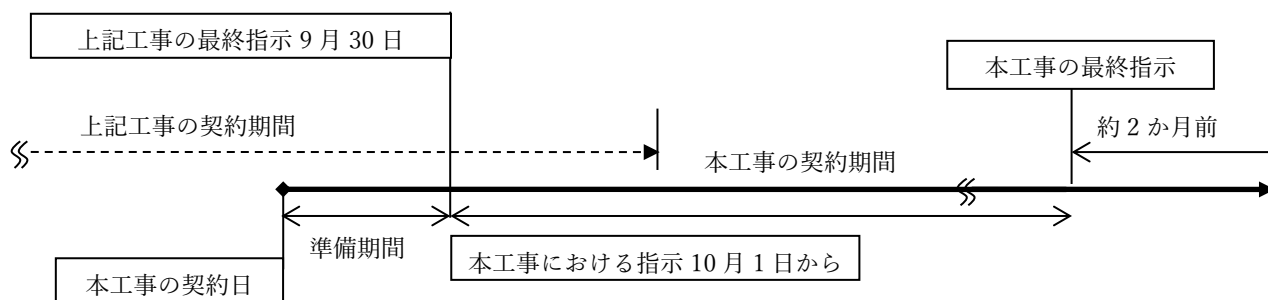 上記工事の最終指示 9 月 30 日
本工事の最終指示
上記工事の契約期間
約 2 か月前
本工事の契約期間
準備期間
本工事における指示 10 月 1 日から
本工事の契約日